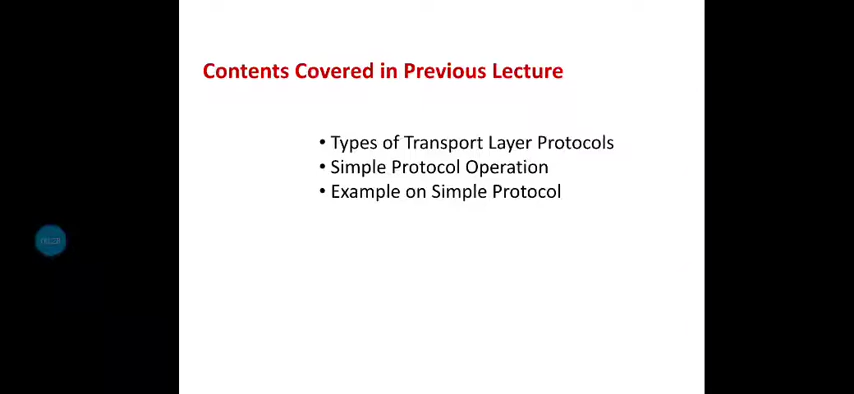 Contents Covered in Previous Lecture
• Types of Transport Layer Protocols
• Simple Protocol Operation
• Example on Simple Protocol